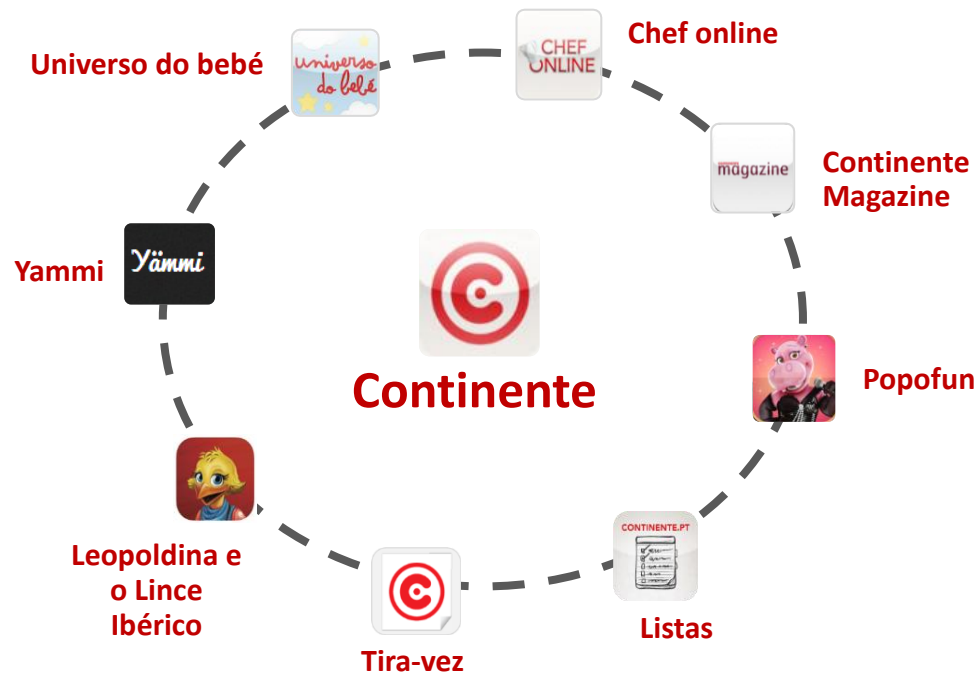 Chef online
CHEF
ONLINE
Universo do bebé
universo
do bebé
magazine
Continente
Magazine
Yammi
Yämmi
Continente
Popofun
CONTINENTE.PT
Leopoldina e
o Lince
Ibérico
Listas
Tira-vez